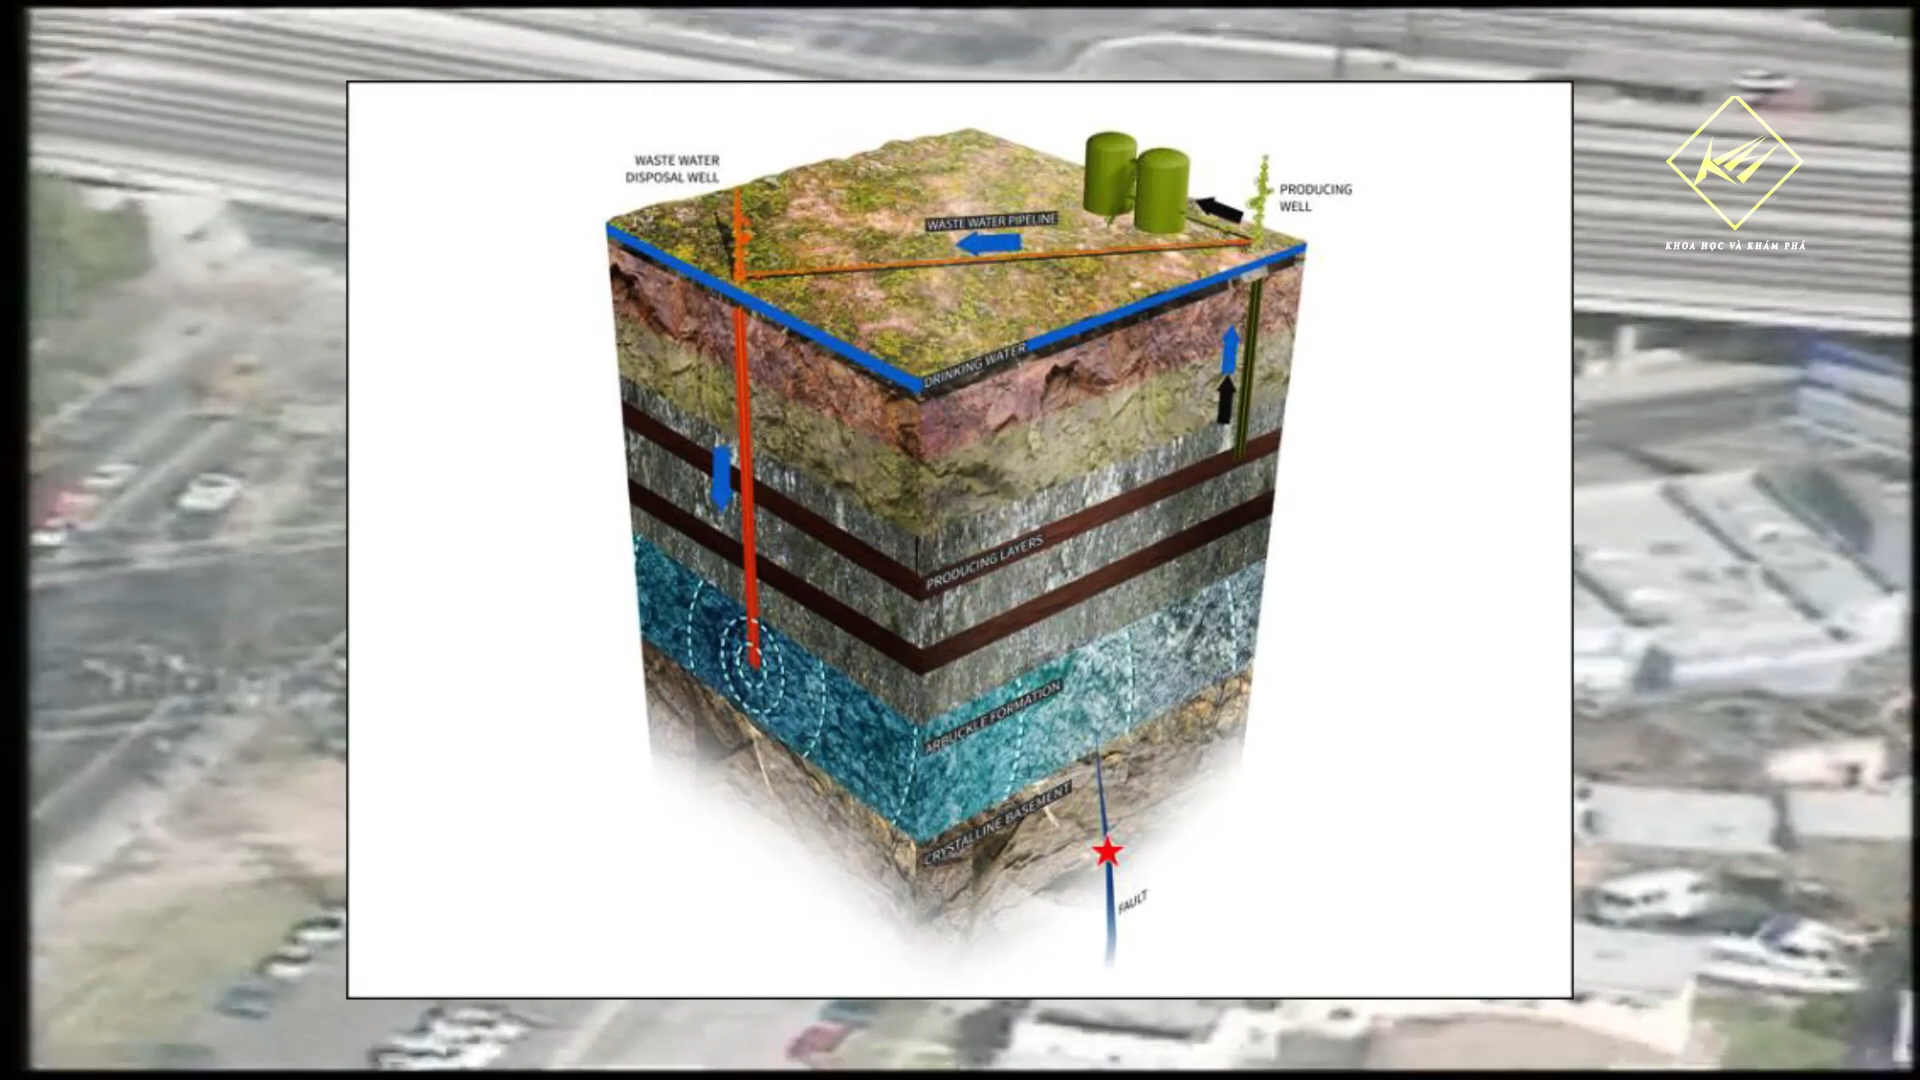 WASTE WATER
DISPOSAL WELL
WASTE WATER PIPELINE
PRODUCING
WELL
KHOA HỌC VÀ KHÁM PHÁ
DRINKING WATER
PRODUCING LAYERS
ARBUCKLE FORMATION
CRYSTALLINE BASEMENT
FAULT